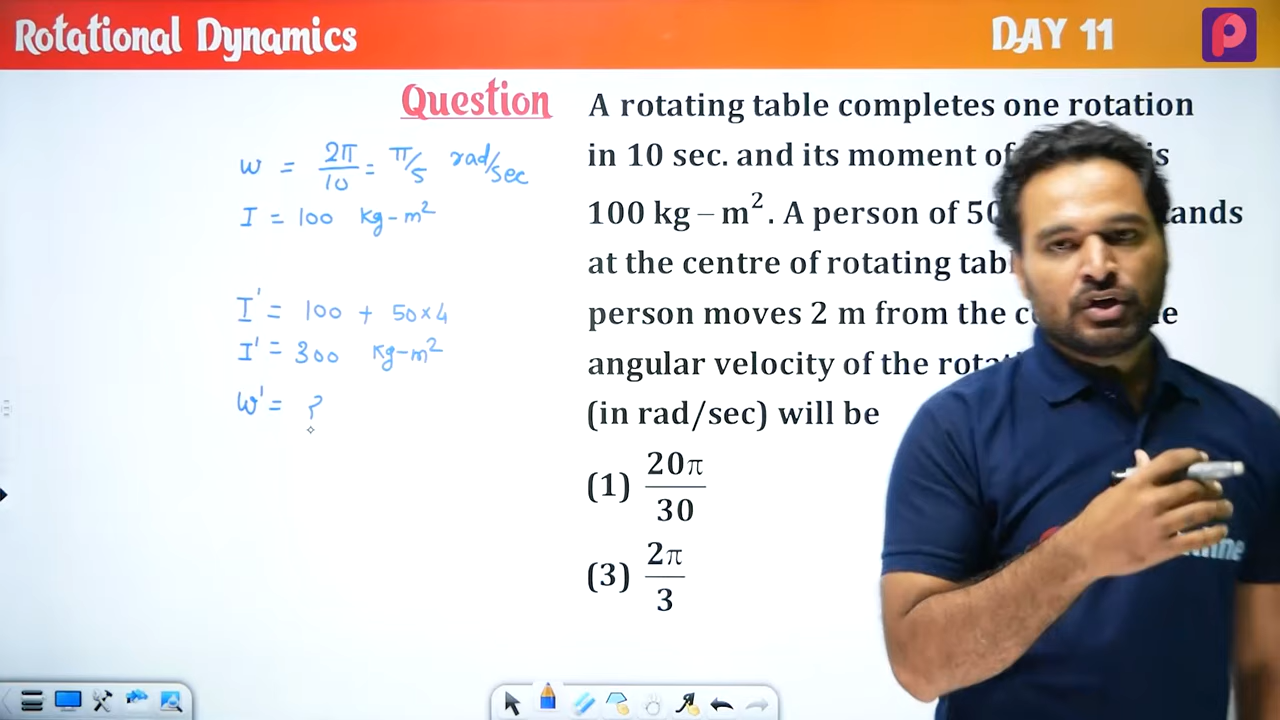 Rotational Dynamics
DAY 11
Question
ω = 2π/10 = π/5 rad/sec
I = 100 kg-m²
I' = 100 + 50×4
I' = 300 kg-m²
ω' = ?
A rotating table completes one rotation
in 10 sec. and its moment of is
100 kg – m². A person of 50
at the centre of rotating
person moves 2 m from the
angular velocity of the
(in rad/sec) will be
(1) 20π/30
(3) 2π/3